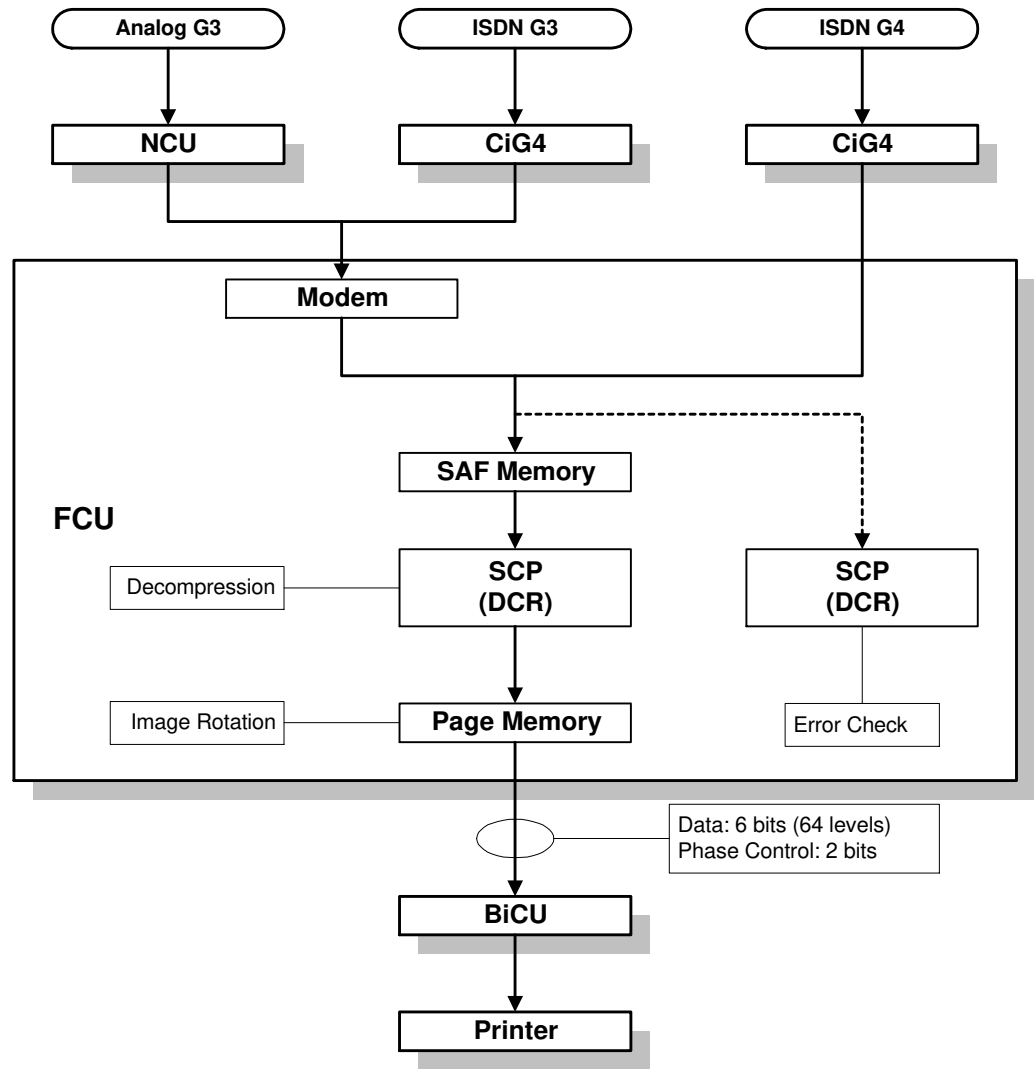 Analog G3
ISDN G3
ISDN G4
NCU
CiG4
CiG4
Modem
SAF Memory
FCU
Decompression
SCP
(DCR)
SCP
(DCR)
Image Rotation
Page Memory
Error Check
Data: 6 bits (64 levels)
Phase Control: 2 bits
BiCU
Printer